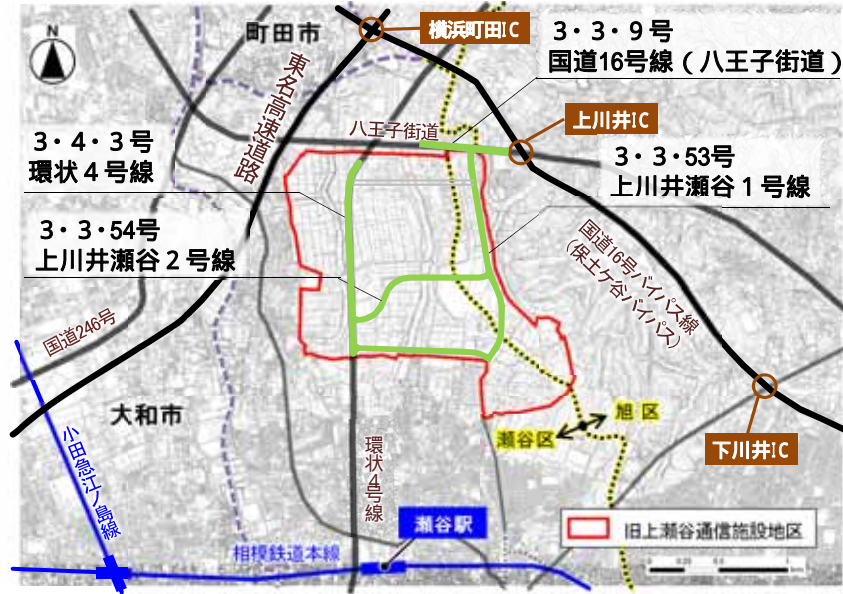 N
町田市
横浜町田IC
3・3・9号
国道16号線(八王子街道)
東名高速道路
八王子街道
上川井IC
3・4・3号
環状4号線
3・3・53号
上川井瀬谷1号線
3・3・54号
上川井瀬谷2号線
国道16号バイパス線
(保土ケ谷バイパス)
国道246号
大和市
小田急江ノ島線
環状4号線
旭区
瀬谷区
下川井IC
瀬谷駅
相模鉄道本線
旧上瀬谷通信施設地区